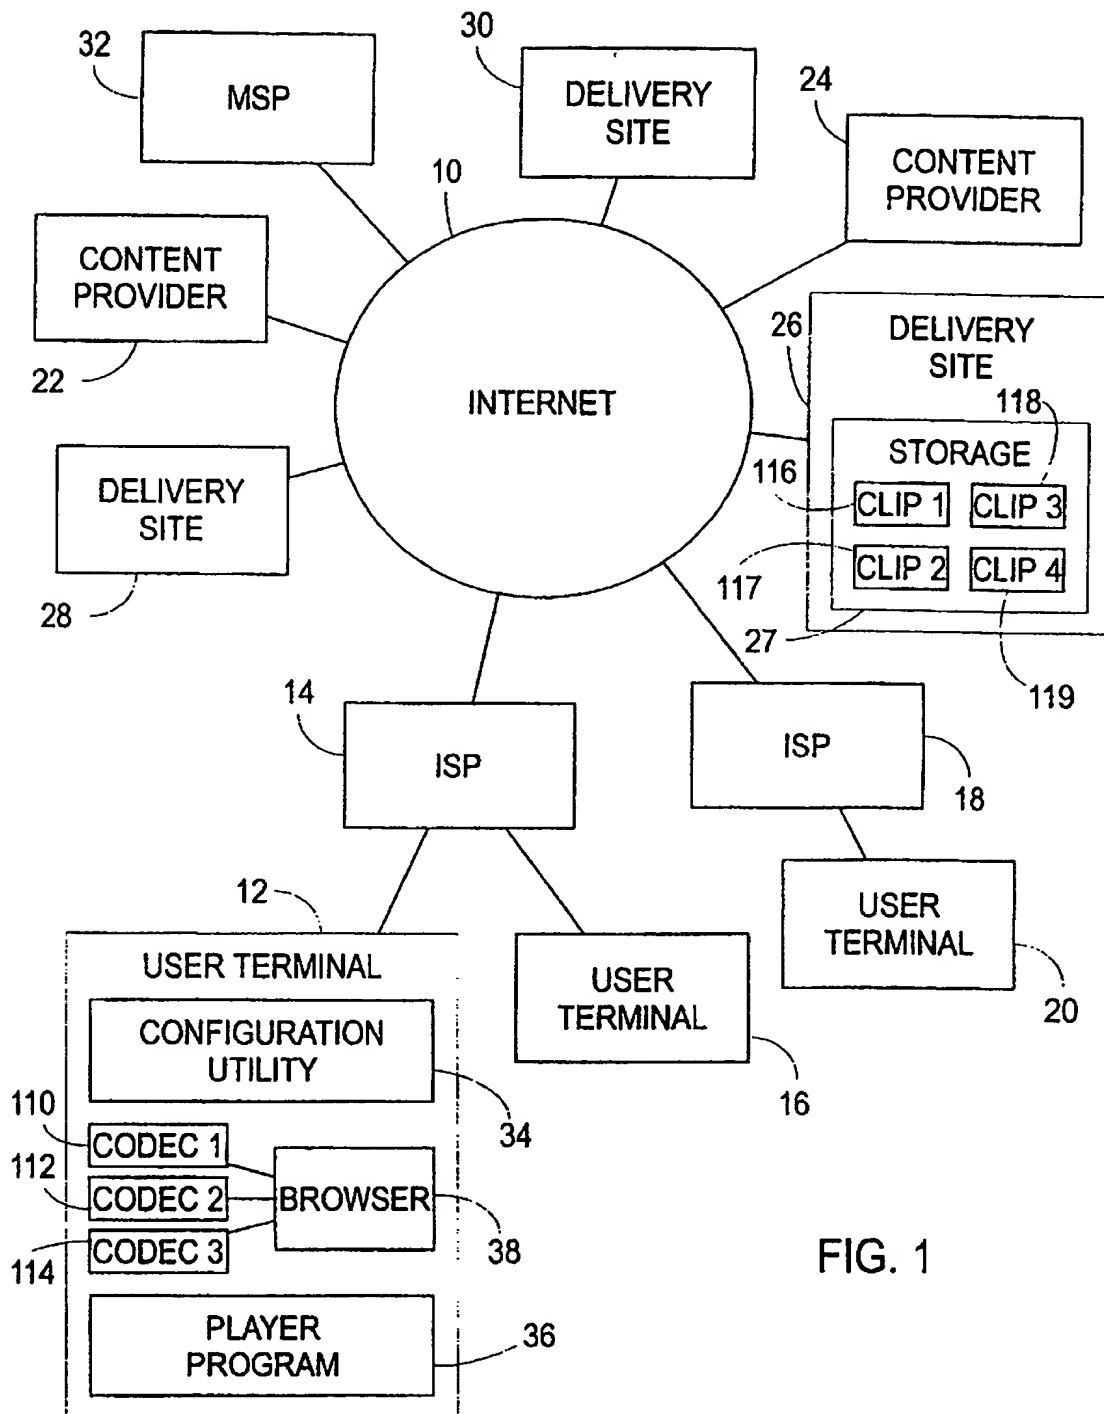 32
MSP
30
DELIVERY
SITE
24
CONTENT
PROVIDER
10
CONTENT
PROVIDER
22
INTERNET
26
DELIVERY
SITE
118
STORAGE
116
CLIP 1
CLIP 3
117
CLIP 2
CLIP 4
27
119
DELIVERY
SITE
28
14
ISP
ISP
18
12
USER TERMINAL
CONFIGURATION
UTILITY
34
USER
TERMINAL
16
USER
TERMINAL
20
110
CODEC 1
112
CODEC 2
BROWSER
CODEC 3
114
38
PLAYER
PROGRAM
36
FIG. 1